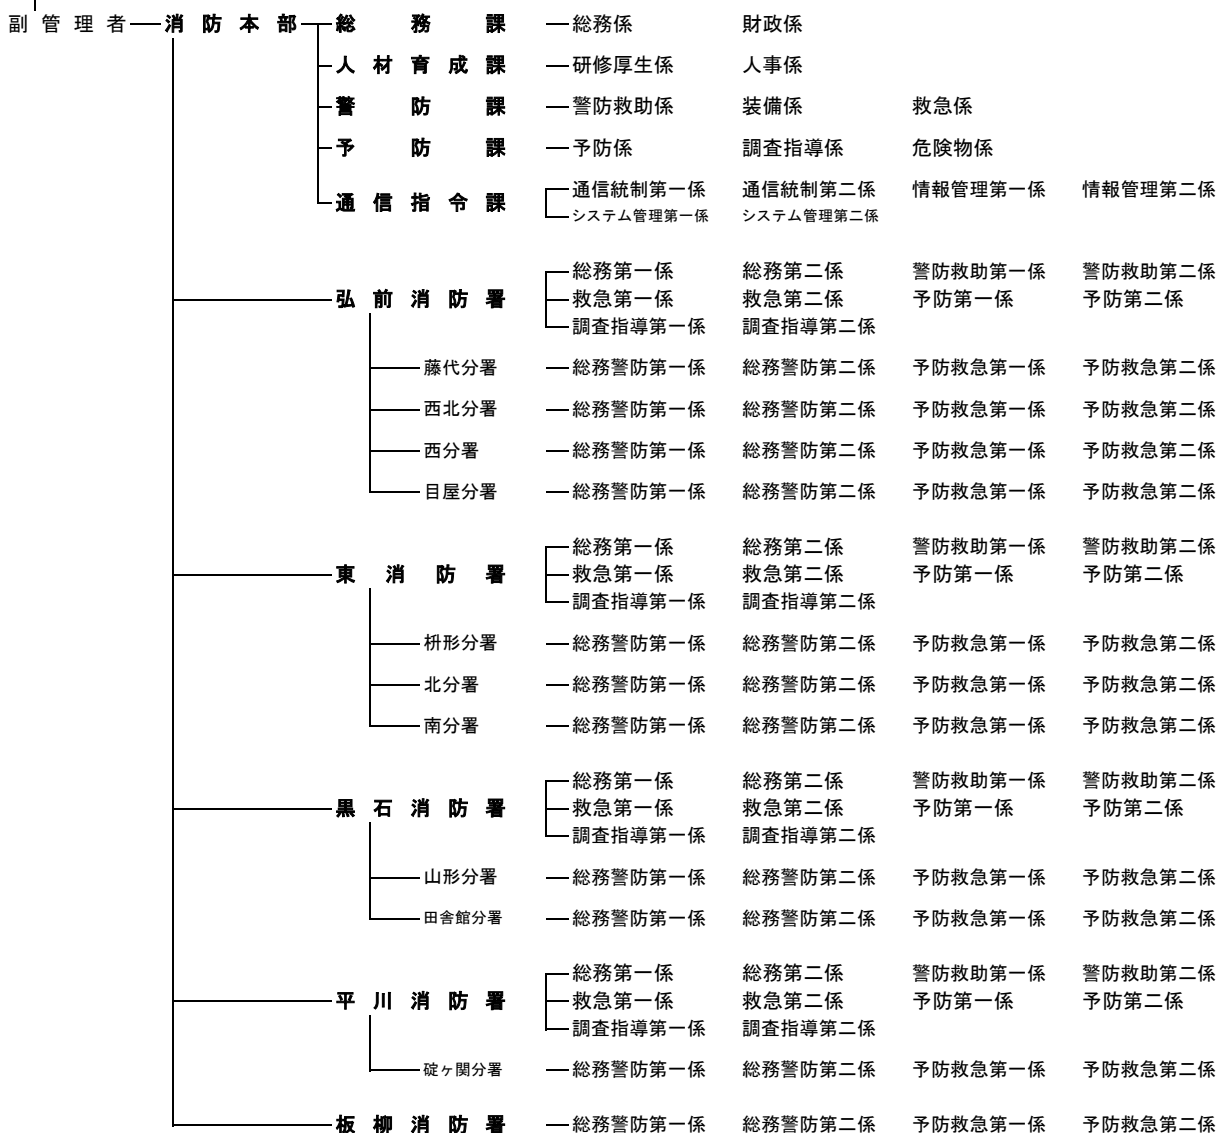 副管理者 消防本部 総務課 総務係 財政係
人材育成課 研修厚生係 人事係
警防課 警防救助係 装備係 救急係
予防課 予防係 調査指導係 危険物係
通信統制第一係 通信統制第二係 情報管理第一係 情報管理第二係
通信指令課
システム管理第一係 システム管理第二係
総務第一係 総務第二係 警防救助第一係 警防救助第二係
弘前消防署 救急第一係 救急第二係 予防第一係 予防第二係
調査指導第一係 調査指導第二係
藤代分署 総務警防第一係 総務警防第二係 予防救急第一係 予防救急第二係
西北分署 総務警防第一係 総務警防第二係 予防救急第一係 予防救急第二係
西分署 総務警防第一係 総務警防第二係 予防救急第一係 予防救急第二係
目屋分署 総務警防第一係 総務警防第二係 予防救急第一係 予防救急第二係
総務第一係 総務第二係 警防救助第一係 警防救助第二係
東消防署 救急第一係 救急第二係 予防第一係 予防第二係
調査指導第一係 調査指導第二係
枡形分署 総務警防第一係 総務警防第二係 予防救急第一係 予防救急第二係
北分署 総務警防第一係 総務警防第二係 予防救急第一係 予防救急第二係
南分署 総務警防第一係 総務警防第二係 予防救急第一係 予防救急第二係
総務第一係 総務第二係 警防救助第一係 警防救助第二係
黒石消防署 救急第一係 救急第二係 予防第一係 予防第二係
調査指導第一係 調査指導第二係
山形分署 総務警防第一係 総務警防第二係 予防救急第一係 予防救急第二係
田舎館分署 総務警防第一係 総務警防第二係 予防救急第一係 予防救急第二係
総務第一係 総務第二係 警防救助第一係 警防救助第二係
平川消防署 救急第一係 救急第二係 予防第一係 予防第二係
調査指導第一係 調査指導第二係
碇ヶ関分署 総務警防第一係 総務警防第二係 予防救急第一係 予防救急第二係
板柳消防署 総務警防第一係 総務警防第二係 予防救急第一係 予防救急第二係